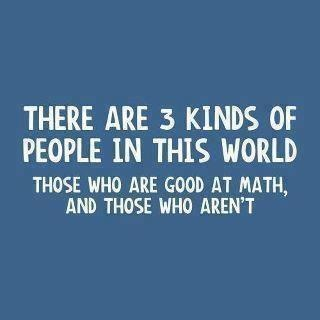 THERE ARE 3 KINDS OF
PEOPLE IN THIS WORLD
THOSE WHO ARE GOOD AT MATH,
AND THOSE WHO AREN'T